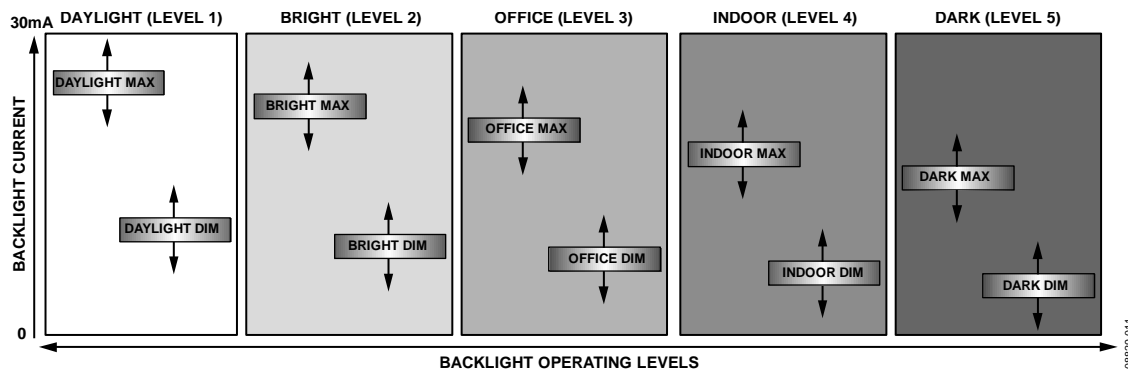 DAYLIGHT (LEVEL 1) BRIGHT (LEVEL 2) OFFICE (LEVEL 3) INDOOR (LEVEL 4) DARK (LEVEL 5)
30mA
BACKLIGHT CURRENT
0
DAYLIGHT MAX
DAYLIGHT DIM
BRIGHT MAX
BRIGHT DIM
OFFICE MAX
OFFICE DIM
INDOOR MAX
INDOOR DIM
DARK MAX
DARK DIM
BACKLIGHT OPERATING LEVELS